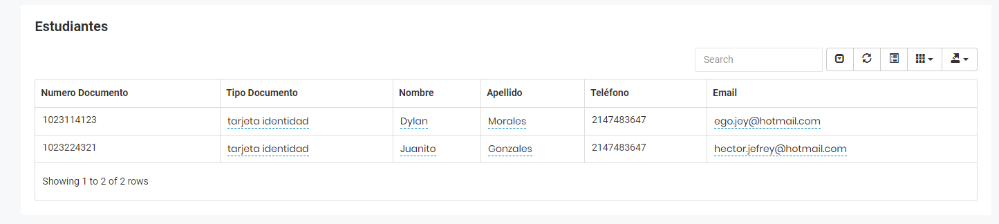 Estudiantes
Search
Numero Documento Tipo Documento Nombre Apellido Teléfono Email
1023114123 tarjeta identidad Dylan Morales 2147483647 ego.jey@hotmail.com
1023224321 tarjeta identidad Juanito Gonzales 2147483647 hector.jefrey@hotmail.com
Showing 1 to 2 of 2 rows